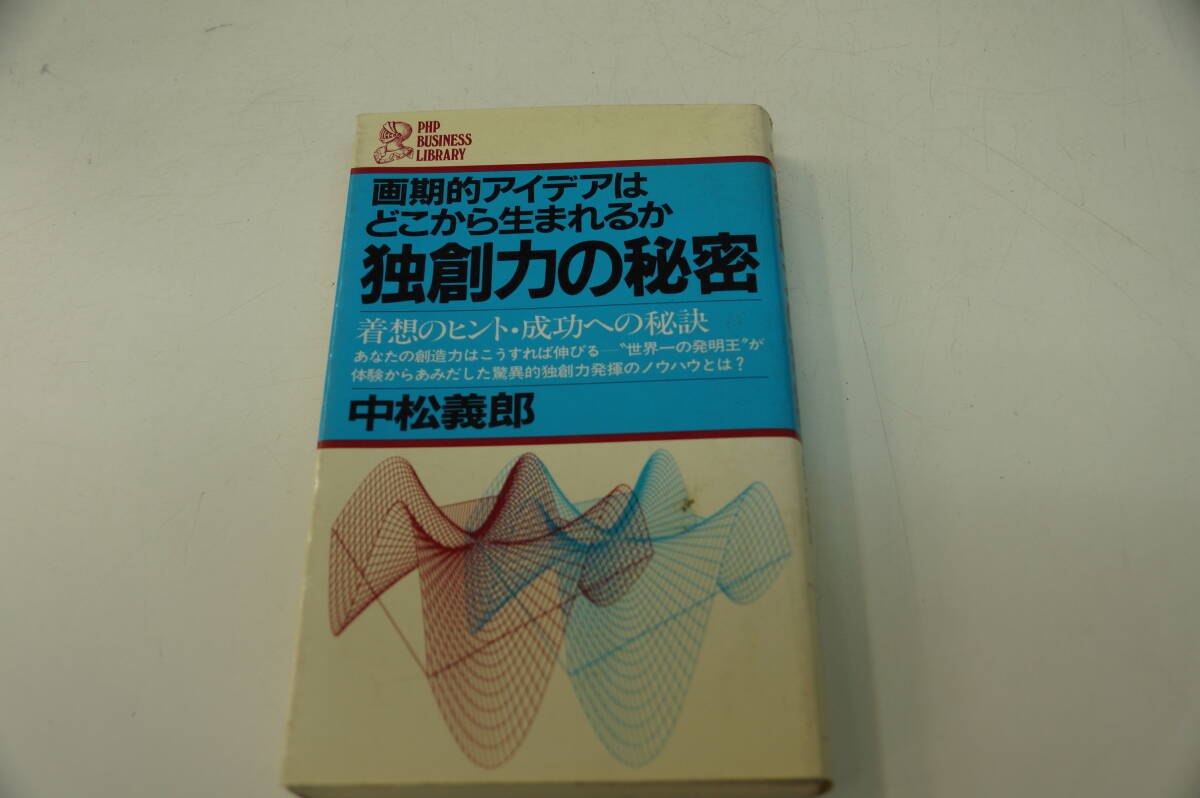 PHP
BUSINESS
LIBRARY
画期的アイデアは
どこから生まれるか
独創力の秘密
着想のヒント・成功への秘訣
あなたの創造力はこうすれば伸びる──〝世界一の発明王〟が
体験からあみだした驚異的独創力発揮のノウハウとは?
中松義郎